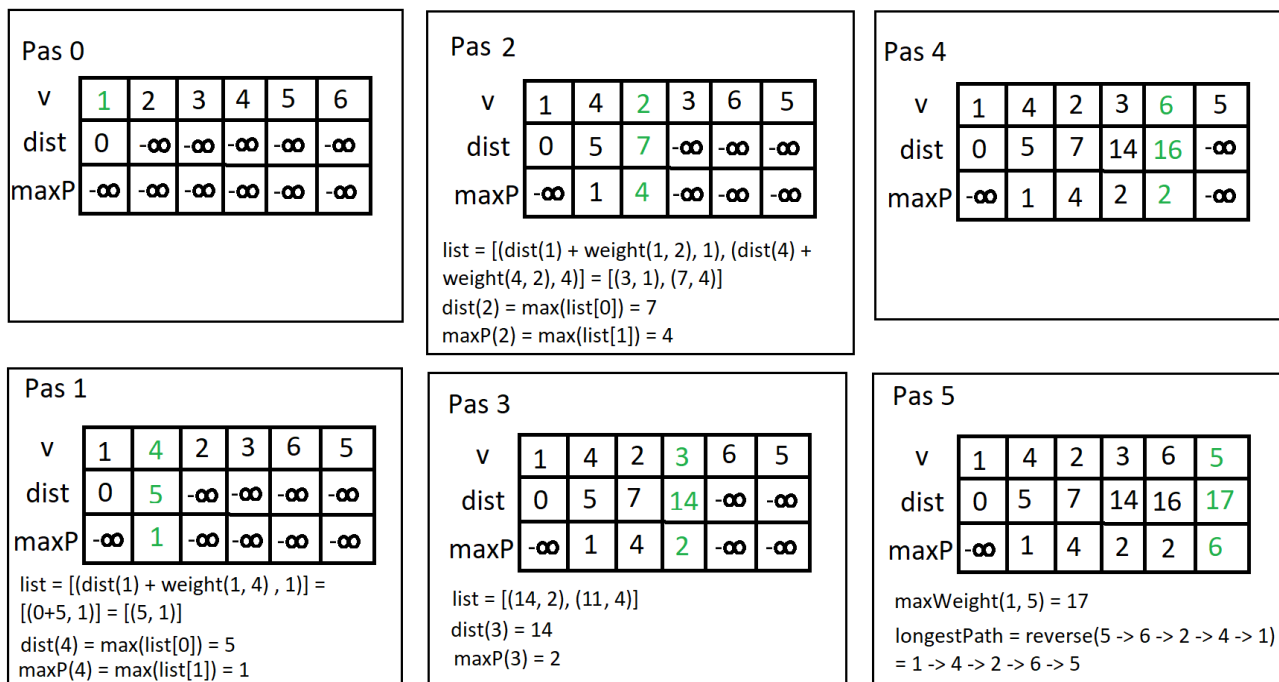 Pas 0
v 1 2 3 4 5 6
dist 0 -∞ -∞ -∞ -∞ -∞
maxP -∞ -∞ -∞ -∞ -∞ -∞
Pas 2
v 1 4 2 3 6 5
dist 0 5 7 -∞ -∞ -∞
maxP -∞ 1 4 -∞ -∞ -∞
list = [(dist(1) + weight(1, 2), 1), (dist(4) +
weight(4, 2), 4)] = [(3, 1), (7, 4)]
dist(2) = max(list[0]) = 7
maxP(2) = max(list[1]) = 4
Pas 4
v 1 4 2 3 6 5
dist 0 5 7 14 16 -∞
maxP -∞ 1 4 2 2 -∞
Pas 1
v 1 4 2 3 6 5
dist 0 5 -∞ -∞ -∞ -∞
maxP -∞ 1 -∞ -∞ -∞ -∞
list = [(dist(1) + weight(1, 4) , 1)] =
[(0+5, 1)] = [(5, 1)]
dist(4) = max(list[0]) = 5
maxP(4) = max(list[1]) = 1
Pas 3
v 1 4 2 3 6 5
dist 0 5 7 14 -∞ -∞
maxP -∞ 1 4 2 -∞ -∞
list = [(14, 2), (11, 4)]
dist(3) = 14
maxP(3) = 2
Pas 5
v 1 4 2 3 6 5
dist 0 5 7 14 16 17
maxP -∞ 1 4 2 2 6
maxWeight(1, 5) = 17
longestPath = reverse(5 -> 6 -> 2 -> 4 -> 1)
= 1 -> 4 -> 2 -> 6 -> 5